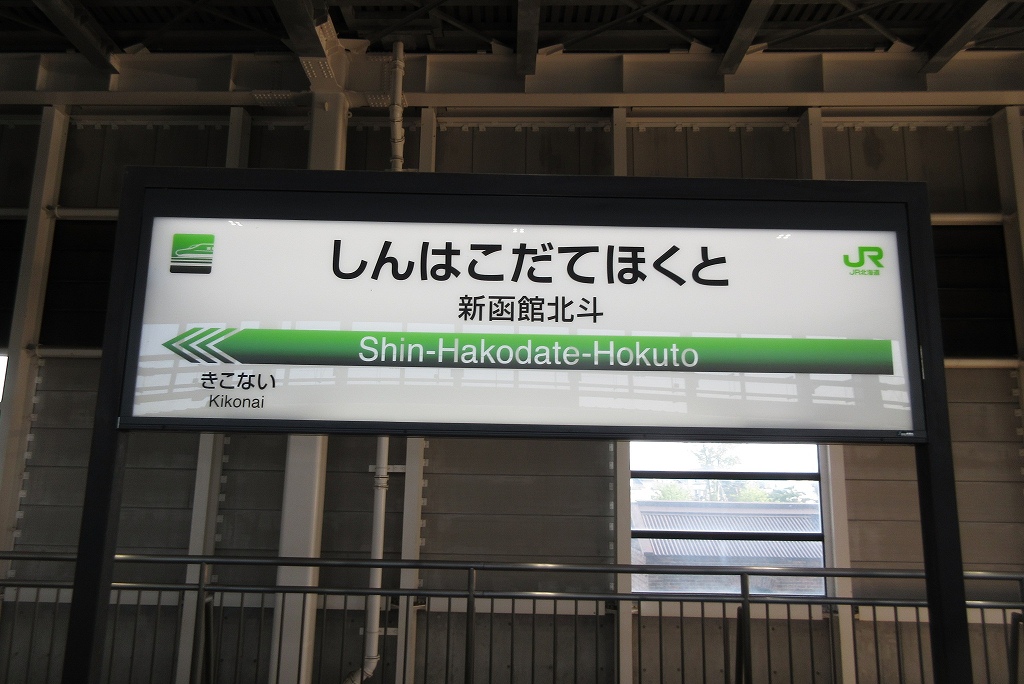 しんはこだてほくと
JR
JR北海道
新函館北斗
Shin-Hakodate-Hokuto
きこない
Kikonai